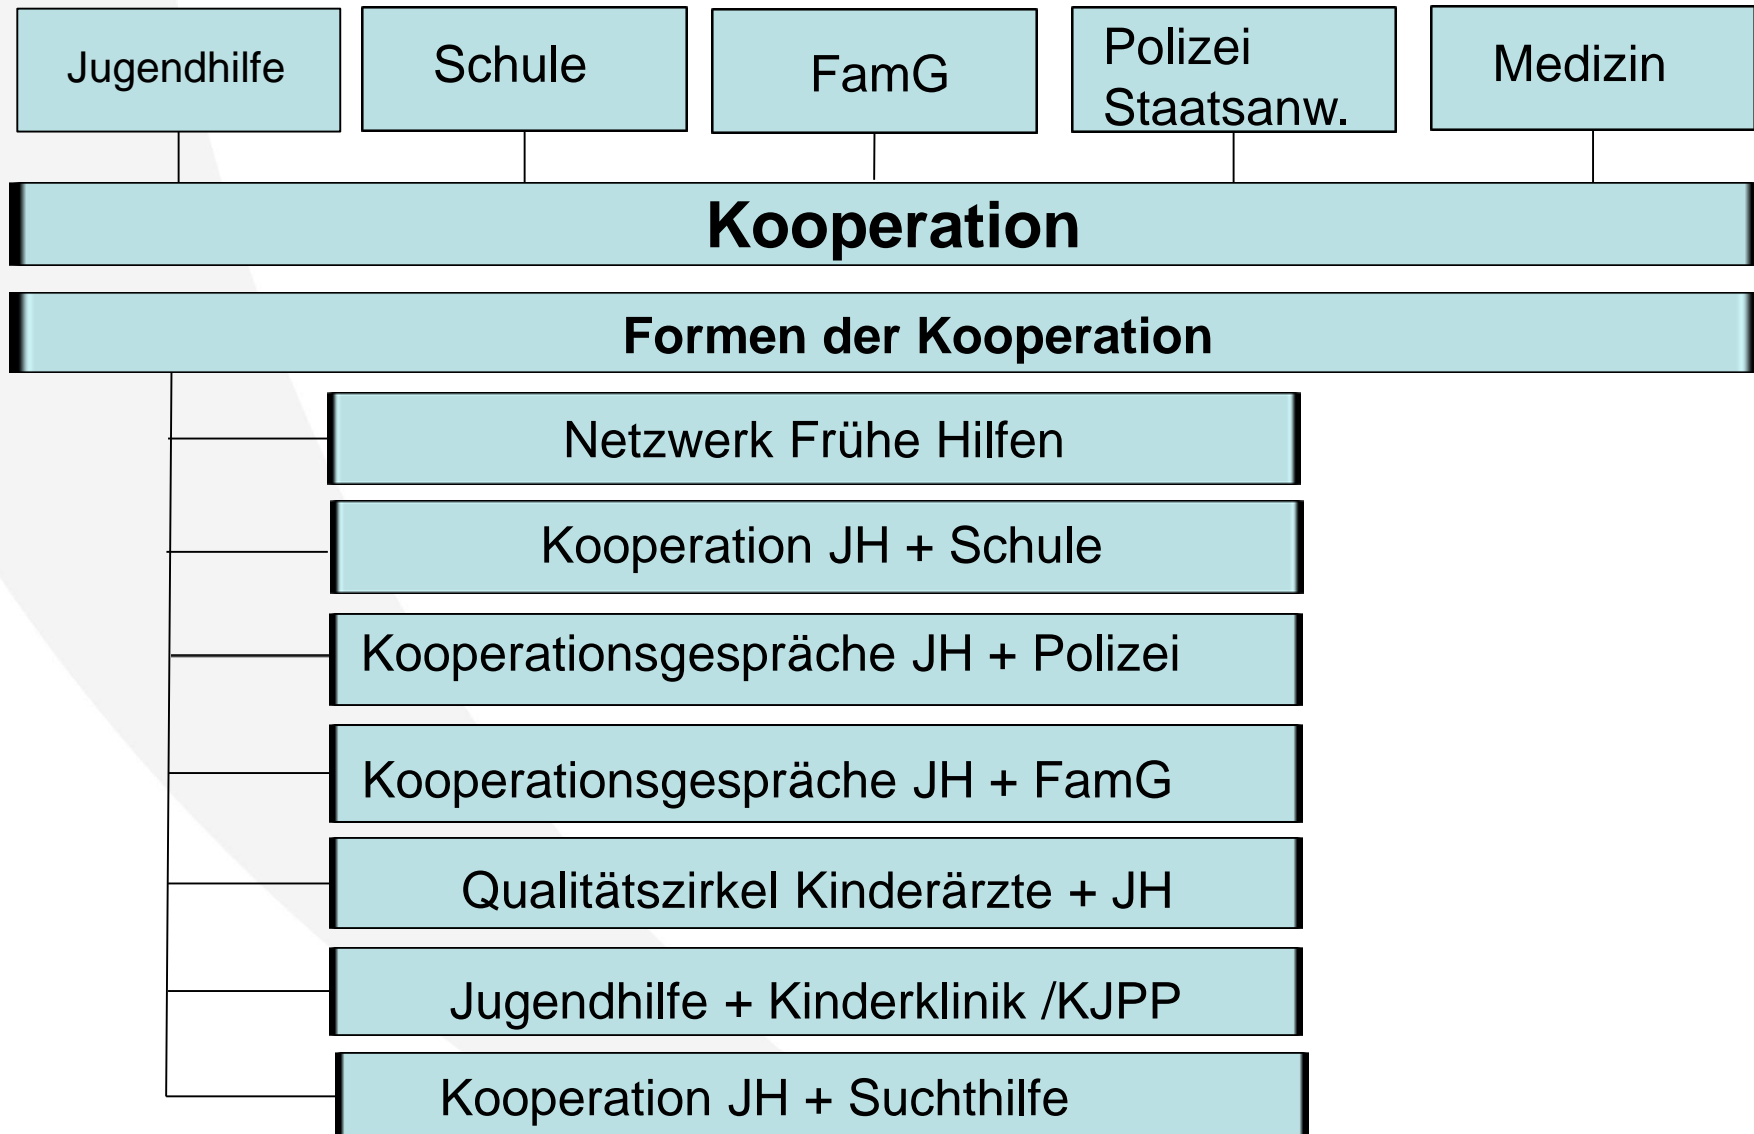 Jugendhilfe
Schule
FamG
Polizei
Staatsanw.
Medizin
Kooperation
Formen der Kooperation
Netzwerk Frühe Hilfen
Kooperation JH + Schule
Kooperationsgespräche JH + Polizei
Kooperationsgespräche JH + FamG
Qualitätszirkel Kinderärzte + JH
Jugendhilfe + Kinderklinik /KJPP
Kooperation JH + Suchthilfe